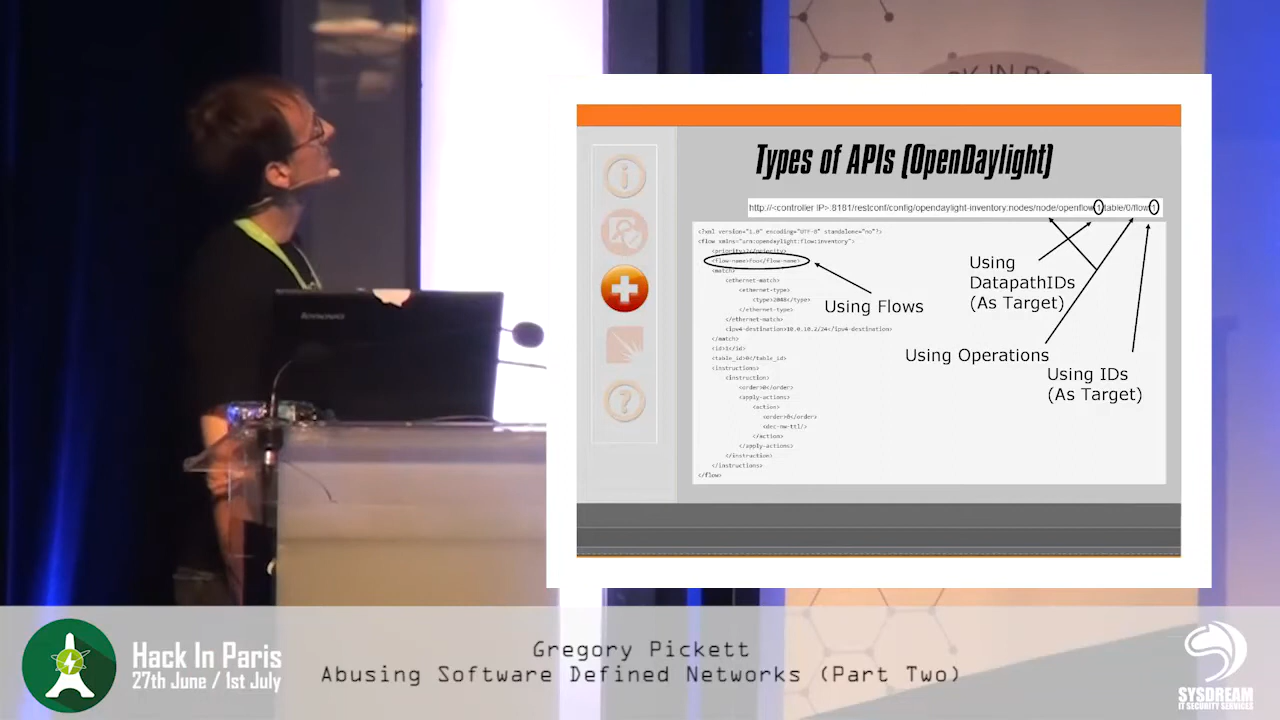 Types of APIs (OpenDaylight)
http://<controller IP>:8181/restconf/config/opendaylight-inventory:nodes/node/openflow:1/table/0/flow/1
<?xml version="1.0" encoding="UTF-8" standalone="no"?>
<flow xmlns="urn:opendaylight:flow:inventory">
<priority>2</priority>
<flow-name>Foo</flow-name>
<match>
<ethernet-match>
<ethernet-type>
<type>2048</type>
</ethernet-type>
</ethernet-match>
<ipv4-destination>10.0.10.2/24</ipv4-destination>
</match>
<id>1</id>
<table_id>0</table_id>
<instructions>
<instruction>
<order>0</order>
<apply-actions>
<action>
<order>0</order>
<dec-nw-ttl/>
</action>
</apply-actions>
</instruction>
</instructions>
</flow>
Using Flows
Using
DatapathIDs
(As Target)
Using Operations
Using IDs
(As Target)
lenovo
Hack In Paris
27th June / 1st July
Gregory Pickett
Abusing Software Defined Networks (Part Two)
SYSDREAM
IT SECURITY SERVICES